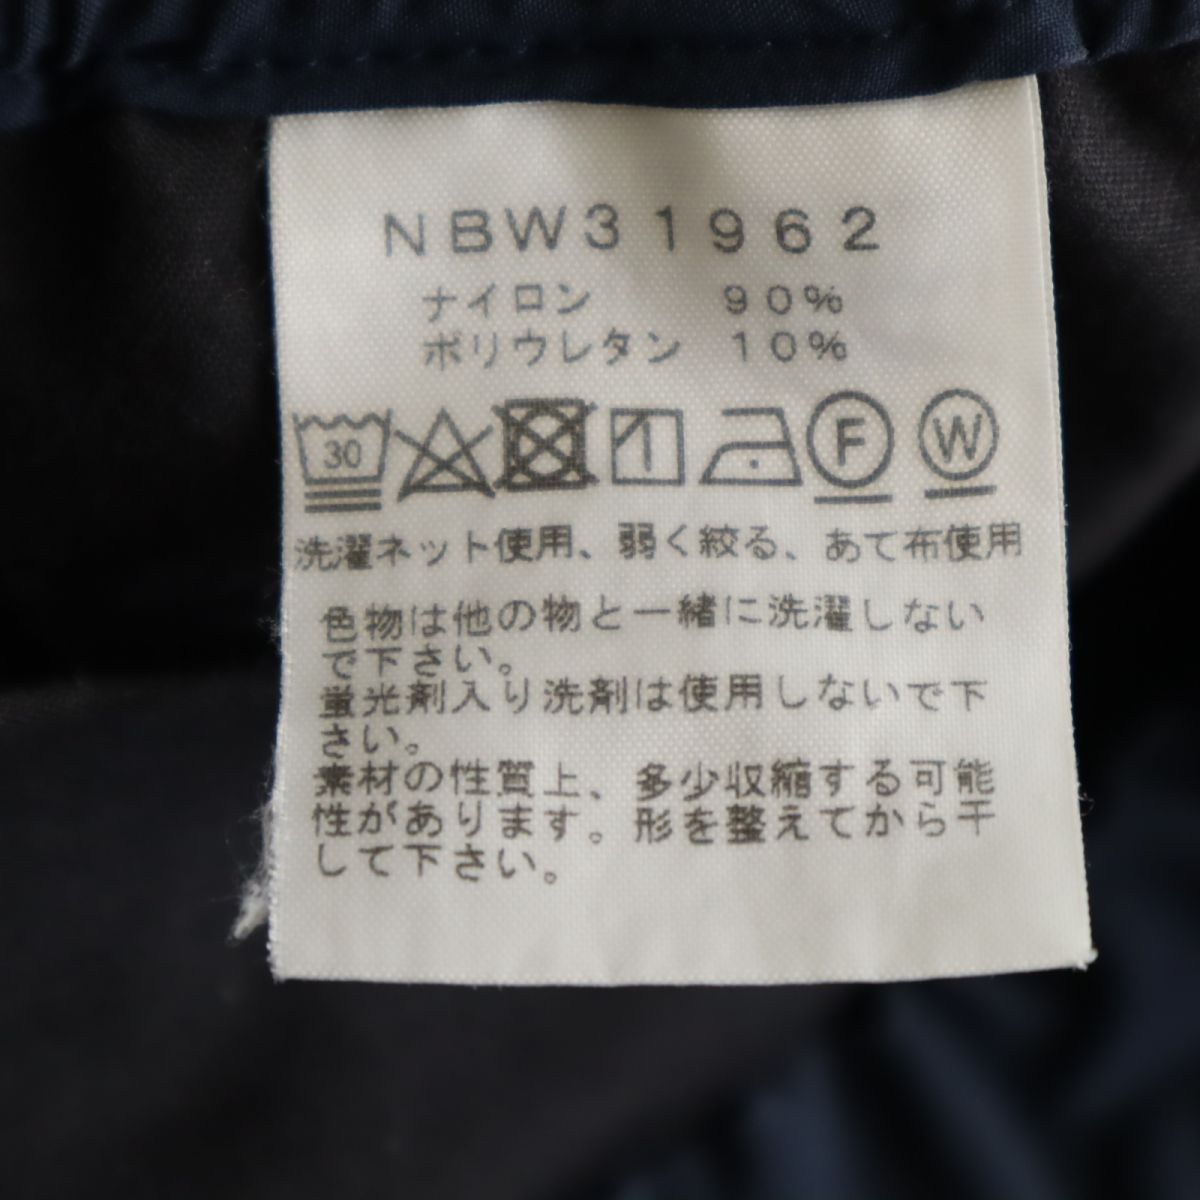 NBW31962
ナイロン 90%
ポリウレタン 10%
30 F W
洗濯ネット使用、弱く絞る、あて布使用
色物は他の物と一緒に洗濯しない
で下さい。
蛍光剤入り洗剤は使用しないで下
さい。
素材の性質上、多少収縮する可能
性があります。形を整えてから干
して下さい。